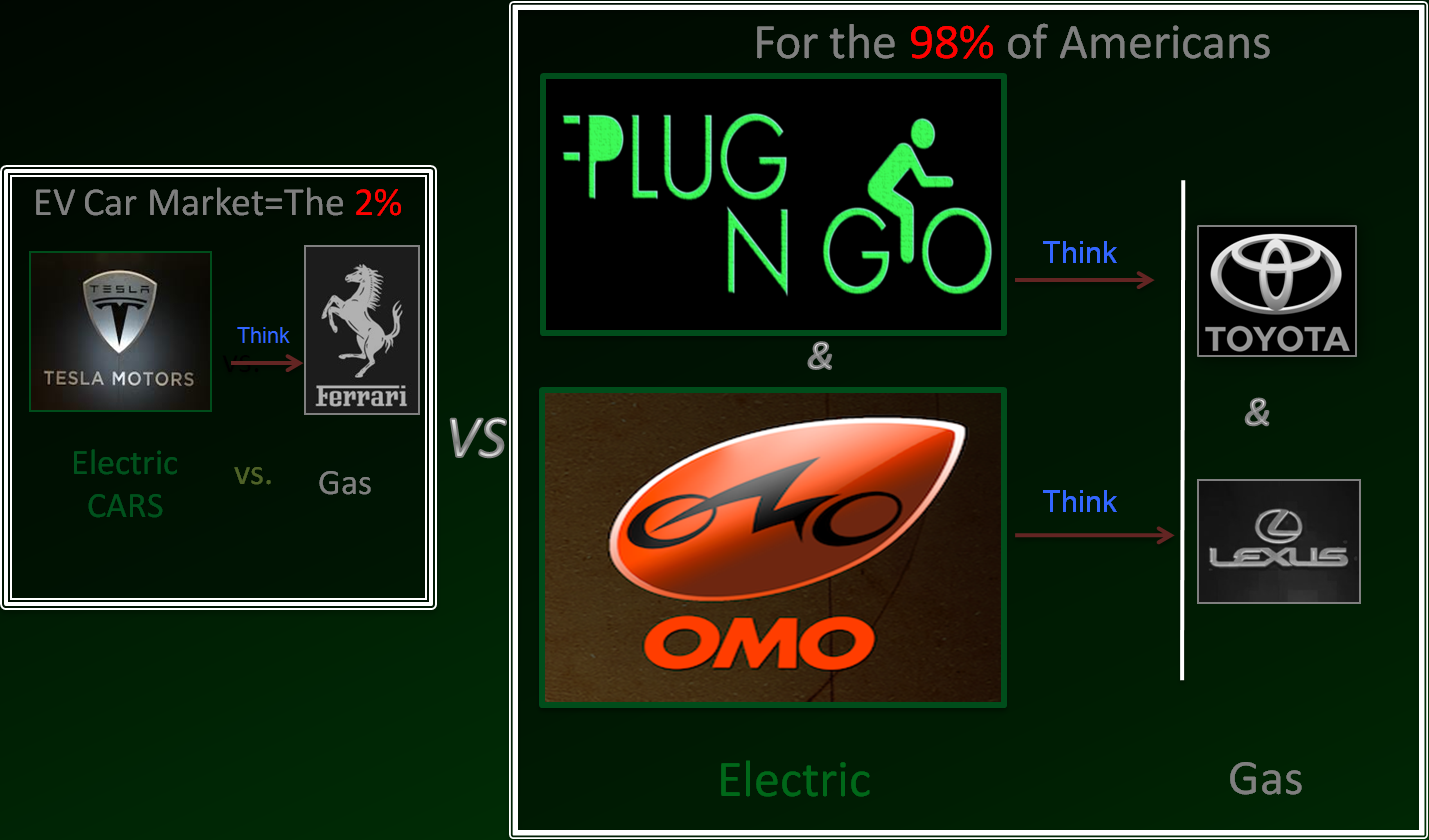 EV Car Market=The 2%
TESLA
TESLA MOTORS
Think
vs.
Ferrari
Electric
CARS
vs.
Gas
VS
For the 98% of Americans
PLUG
N GO
Think
TOYOTA
&
&
OMO
Think
LEXUS
Electric
Gas